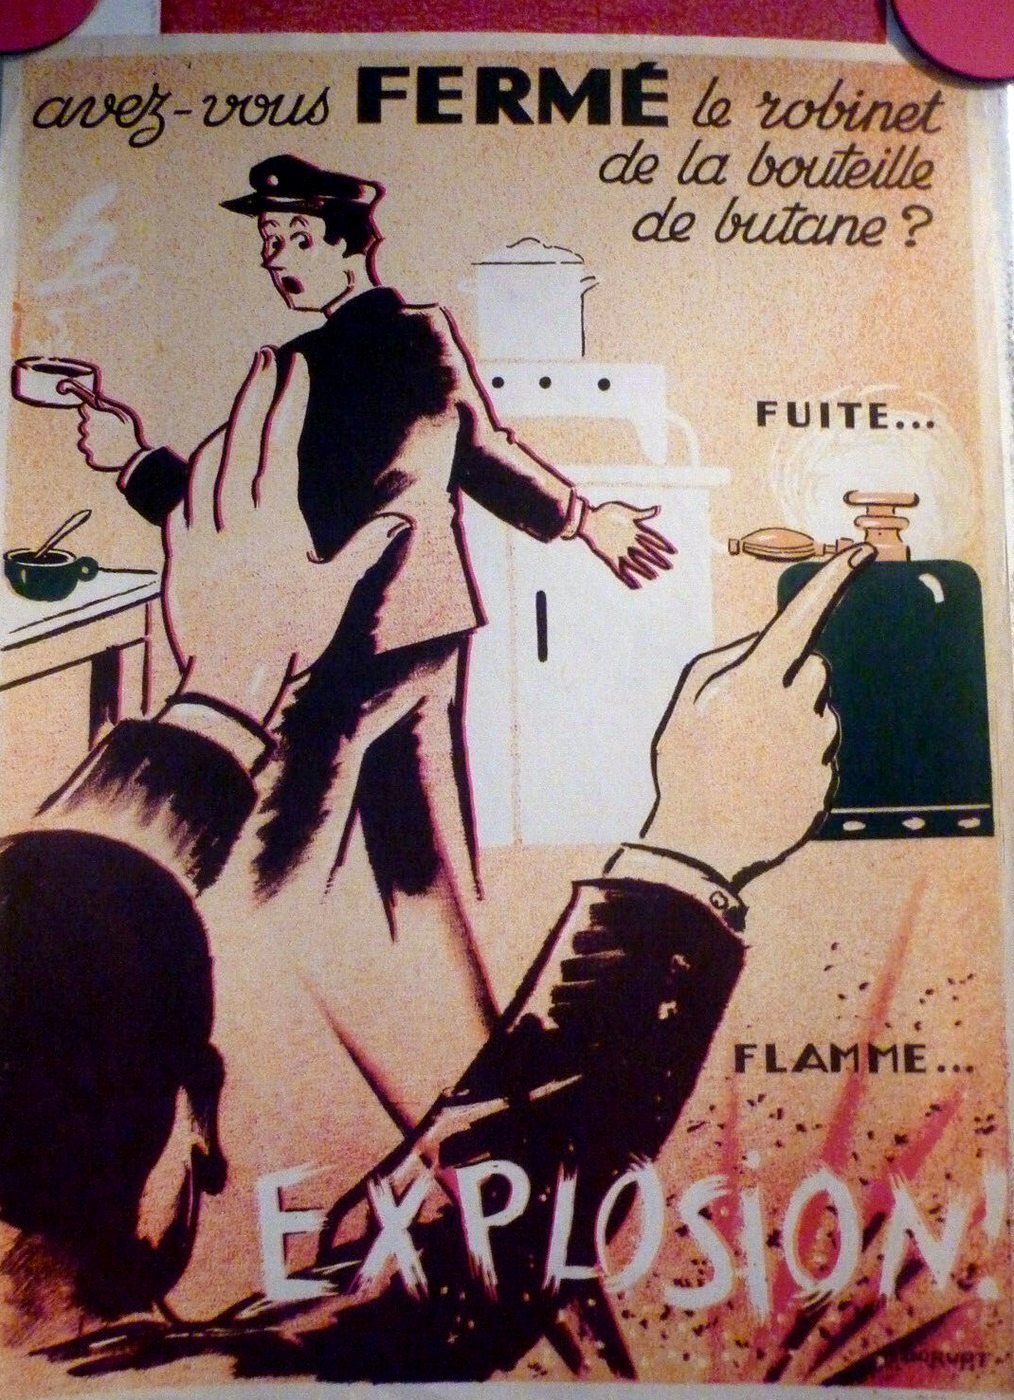 avez-vous FERMÉ le robinet
de la bouteille
de butane ?
FUITE...
FLAMME...
EXPLOSION!